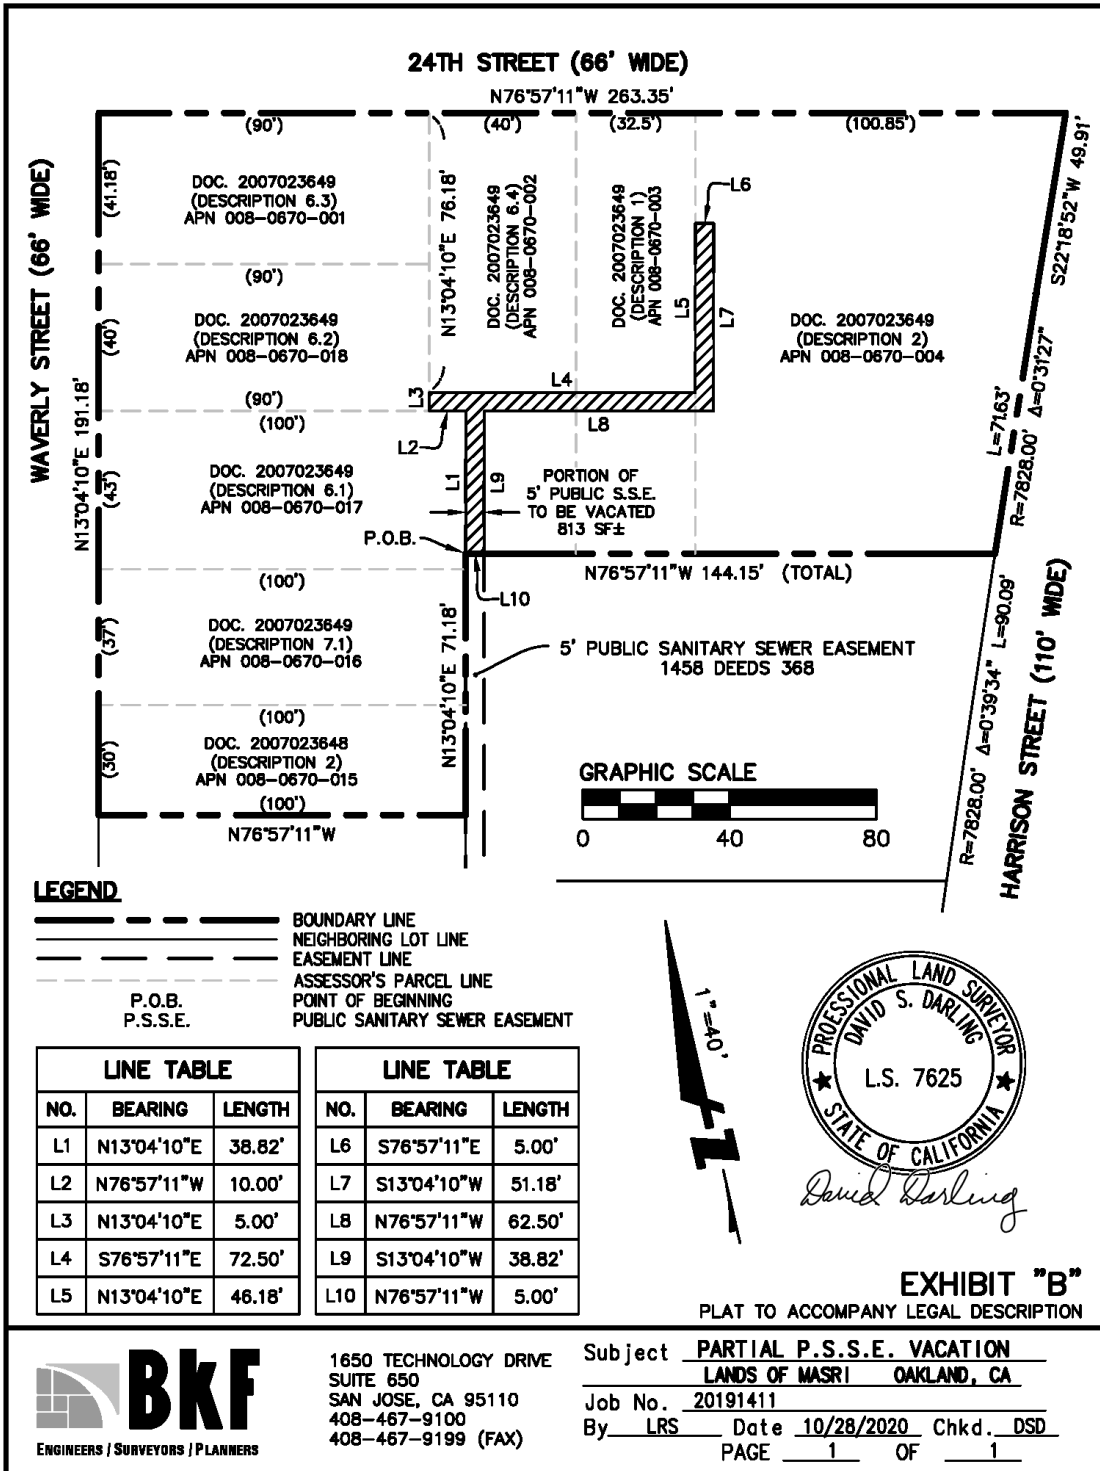 24TH STREET (66' WIDE)
N76°57'11"W 263.35'
(90')
(40')
(32.5')
(100.85')
WAVERLY STREET (66' WIDE)
N13°04'10"E 191.18'
(41.18')
(40')
(43')
(37')
(30')
DOC. 2007023649
(DESCRIPTION 6.3)
APN 008-0670-001
(90')
DOC. 2007023649
(DESCRIPTION 6.2)
APN 008-0670-018
(90')
(100')
DOC. 2007023649
(DESCRIPTION 6.1)
APN 008-0670-017
(100')
DOC. 2007023649
(DESCRIPTION 7.1)
APN 008-0670-016
(100')
DOC. 2007023648
(DESCRIPTION 2)
APN 008-0670-015
(100')
N76°57'11"W
N13°04'10"E 76.18'
DOC. 2007023649
(DESCRIPTION 6.4)
APN 008-0670-002
DOC. 2007023649
(DESCRIPTION 1)
APN 008-0670-003
DOC. 2007023649
(DESCRIPTION 2)
APN 008-0670-004
L6
L5
L7
L4
L3
L8
L2
L1
L9
PORTION OF
5' PUBLIC S.S.E.
TO BE VACATED
813 SF±
P.O.B.
L10
N76°57'11"W 144.15' (TOTAL)
N13°04'10"E 71.18'
5' PUBLIC SANITARY SEWER EASEMENT
1458 DEEDS 368
S22°18'52"W 49.91'
L=71.63'
R=7828.00' Δ=0°31'27"
R=7828.00' Δ=0°39'34" L=90.09'
HARRISON STREET (110' WIDE)
GRAPHIC SCALE
0 40 80
LEGEND
BOUNDARY LINE
NEIGHBORING LOT LINE
EASEMENT LINE
ASSESSOR'S PARCEL LINE
P.O.B. POINT OF BEGINNING
P.S.S.E. PUBLIC SANITARY SEWER EASEMENT
1"=40'
Z
PROESSIONAL LAND SURVEYOR
DAVID S. DARLING
L.S. 7625
STATE OF CALIFORNIA
David Darling
LINE TABLE
NO. BEARING LENGTH
L1 N13°04'10"E 38.82'
L2 N76°57'11"W 10.00'
L3 N13°04'10"E 5.00'
L4 S76°57'11"E 72.50'
L5 N13°04'10"E 46.18'
LINE TABLE
NO. BEARING LENGTH
L6 S76°57'11"E 5.00'
L7 S13°04'10"W 51.18'
L8 N76°57'11"W 62.50'
L9 S13°04'10"W 38.82'
L10 N76°57'11"W 5.00'
EXHIBIT "B"
PLAT TO ACCOMPANY LEGAL DESCRIPTION
BKF
ENGINEERS / SURVEYORS / PLANNERS
1650 TECHNOLOGY DRIVE
SUITE 650
SAN JOSE, CA 95110
408-467-9100
408-467-9199 (FAX)
Subject PARTIAL P.S.S.E. VACATION
LANDS OF MASRI OAKLAND, CA
Job No. 20191411
By LRS Date 10/28/2020 Chkd. DSD
PAGE 1 OF 1